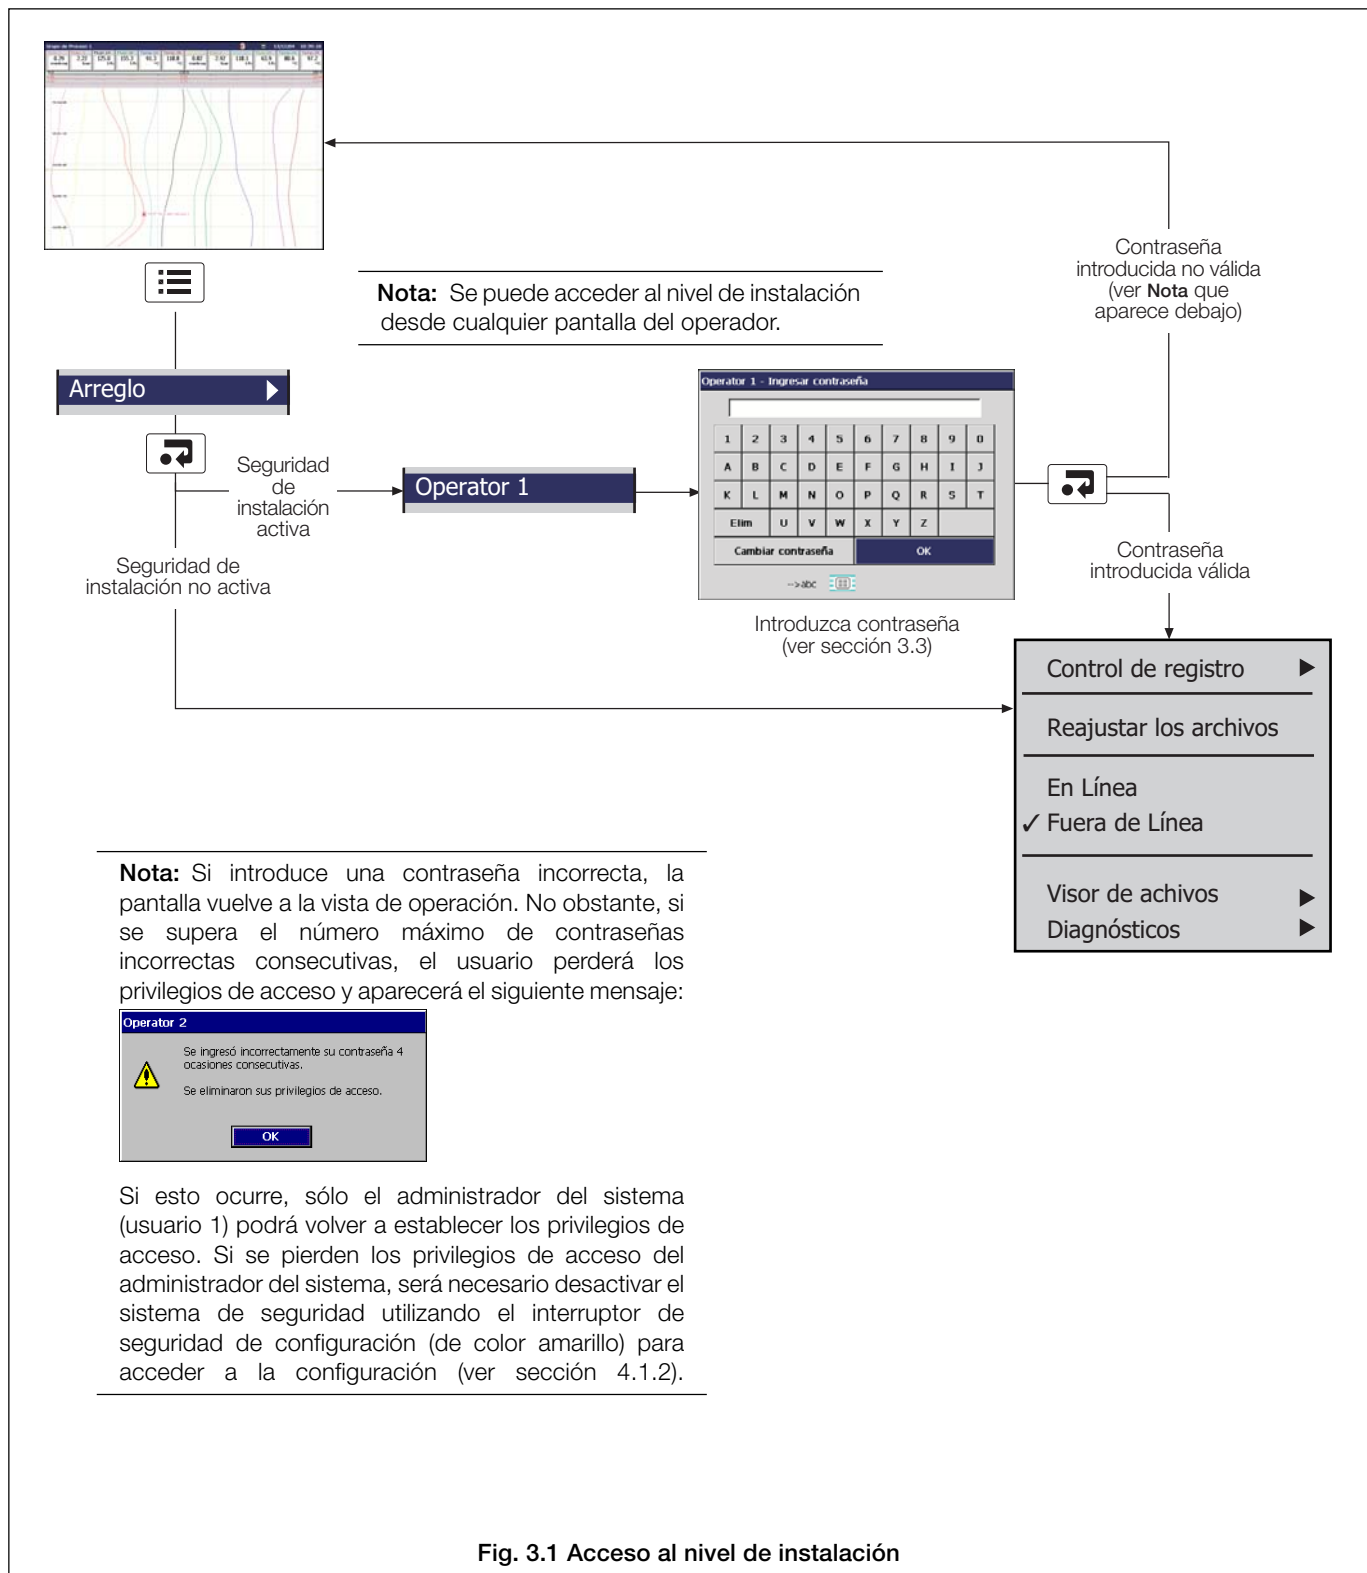 Grupo de Proceso 1
Nota: Se puede acceder al nivel de instalación
desde cualquier pantalla del operador.
Contraseña
introducida no válida
(ver Nota que
aparece debajo)
Arreglo
Seguridad
de
instalación
activa
Operator 1
Operator 1 - Ingresar contraseña
1 2 3 4 5 6 7 8 9 0
A B C D E F G H I J
K L M N O P Q R S T
Elim U V W X Y Z
Cambiar contraseña OK
-->abc
Introduzca contraseña
(ver sección 3.3)
Seguridad de
instalación no activa
Contraseña
introducida válida
Control de registro
Reajustar los archivos
En Línea
✓ Fuera de Línea
Visor de achivos
Diagnósticos
Nota: Si introduce una contraseña incorrecta, la
pantalla vuelve a la vista de operación. No obstante, si
se supera el número máximo de contraseñas
incorrectas consecutivas, el usuario perderá los
privilegios de acceso y aparecerá el siguiente mensaje:
Operator 2
Se ingresó incorrectamente su contraseña 4
ocasiones consecutivas.
Se eliminaron sus privilegios de acceso.
OK
Si esto ocurre, sólo el administrador del sistema
(usuario 1) podrá volver a establecer los privilegios de
acceso. Si se pierden los privilegios de acceso del
administrador del sistema, será necesario desactivar el
sistema de seguridad utilizando el interruptor de
seguridad de configuración (de color amarillo) para
acceder a la configuración (ver sección 4.1.2).
Fig. 3.1 Acceso al nivel de instalación